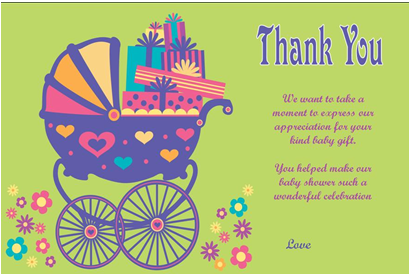 Thank You
We want to take a
moment to express our
appreciation for your
kind baby gift.
You helped make our
baby shower such a
wonderful celebration
Love